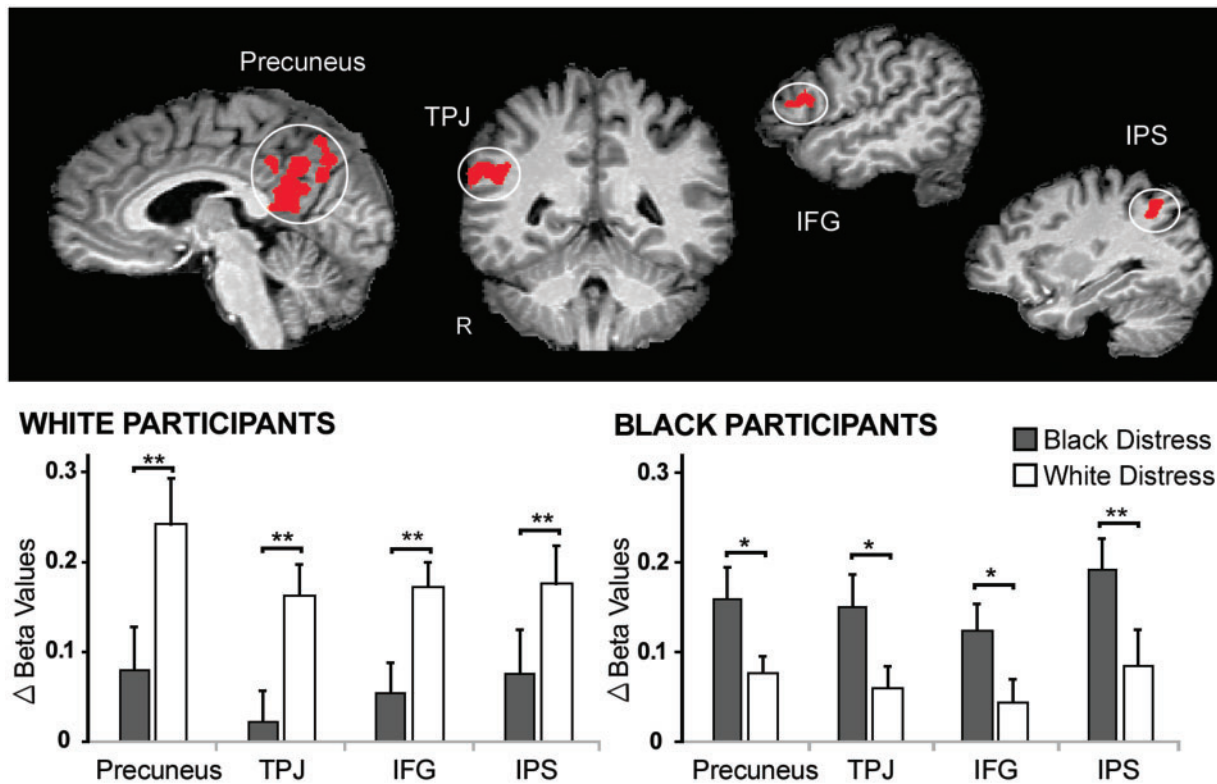 Precuneus
TPJ
IFG
IPS
R
WHITE PARTICIPANTS
0.3
0.2
0.1
0
△ Beta Values
** ** ** **
Precuneus TPJ IFG IPS
BLACK PARTICIPANTS
Black Distress
White Distress
0.3
0.2
0.1
0
△ Beta Values
* * * **
Precuneus TPJ IFG IPS